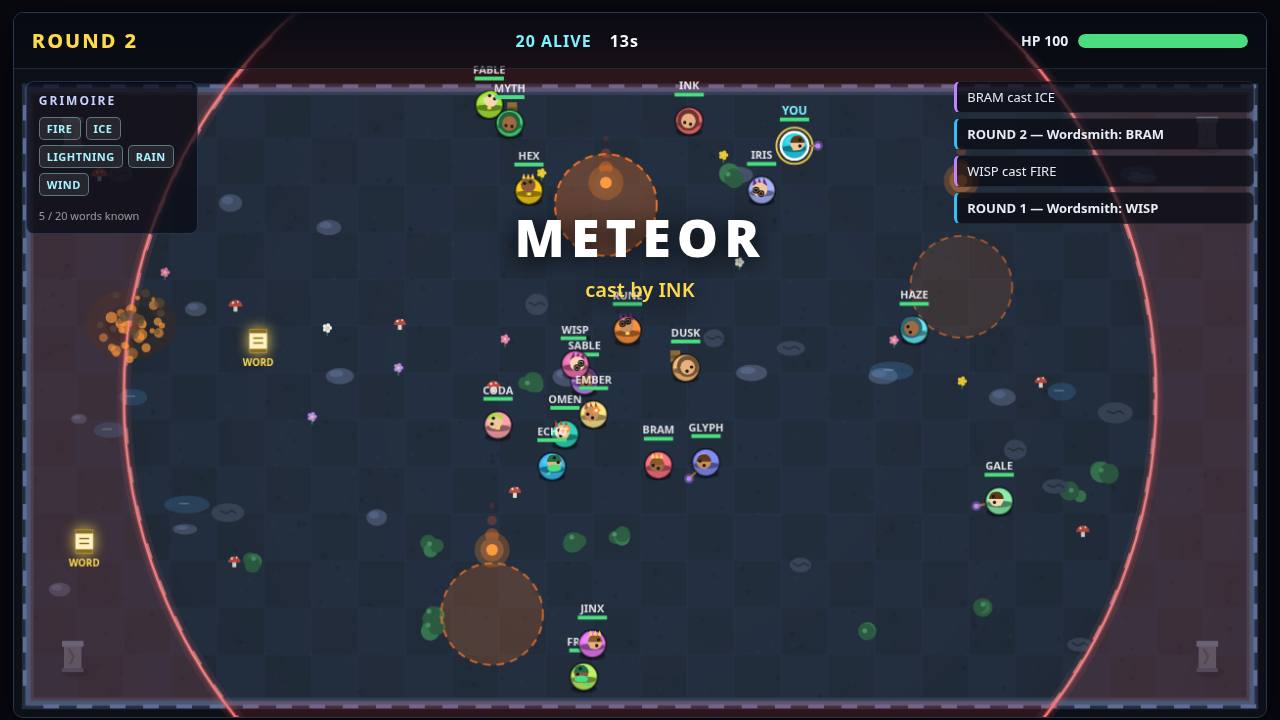 ROUND 2
20 ALIVE 13s
HP 100
GRIMOIRE
FIRE
ICE
LIGHTNING
RAIN
WIND
5 / 20 words known
BRAM cast ICE
ROUND 2 — Wordsmith: BRAM
WISP cast FIRE
ROUND 1 — Wordsmith: WISP
FABLE
MYTH
INK
YOU
HEX
IRIS
METEOR
cast by INK
HAZE
WISP
DUSK
SABLE
WORD
EMBER
CODA
OMEN
BRAM
GLYPH
GALE
WORD
JINX